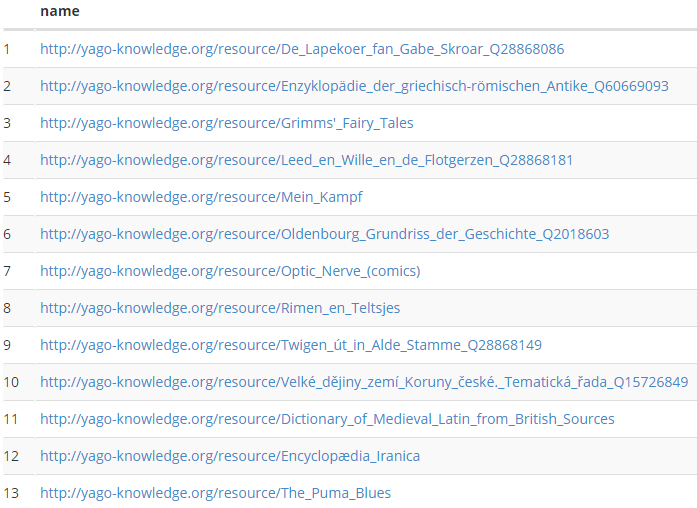 name
1 http://yago-knowledge.org/resource/De_Lapekoer_fan_Gabe_Skroar_Q28868086
2 http://yago-knowledge.org/resource/Enzyklopädie_der_griechisch-römischen_Antike_Q60669093
3 http://yago-knowledge.org/resource/Grimms'_Fairy_Tales
4 http://yago-knowledge.org/resource/Leed_en_Wille_en_de_Flotgerzen_Q28868181
5 http://yago-knowledge.org/resource/Mein_Kampf
6 http://yago-knowledge.org/resource/Oldenbourg_Grundriss_der_Geschichte_Q2018603
7 http://yago-knowledge.org/resource/Optic_Nerve_(comics)
8 http://yago-knowledge.org/resource/Rimen_en_Teltsjes
9 http://yago-knowledge.org/resource/Twigen_út_in_Alde_Stamme_Q28868149
10 http://yago-knowledge.org/resource/Velké_dějiny_zemí_Koruny_české._Tematická_řada_Q15726849
11 http://yago-knowledge.org/resource/Dictionary_of_Medieval_Latin_from_British_Sources
12 http://yago-knowledge.org/resource/Encyclopædia_Iranica
13 http://yago-knowledge.org/resource/The_Puma_Blues